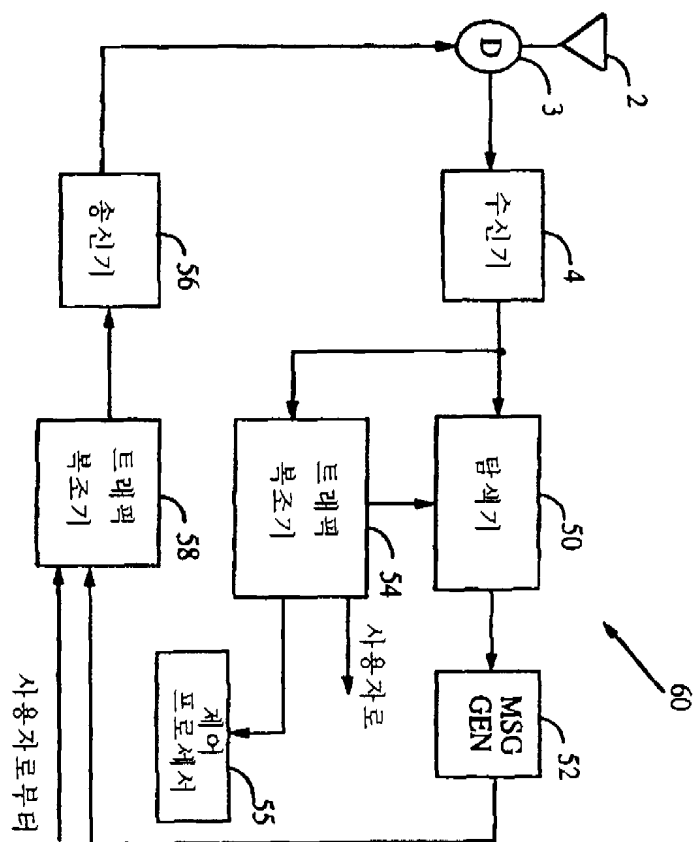 60
2
3
D
4
수신기
50
탐색기
52
MSG
GEN
54
트래픽
복조기
사용자로
55
제어
프로세서
56
송신기
58
트래픽
복조기
사용자로부터